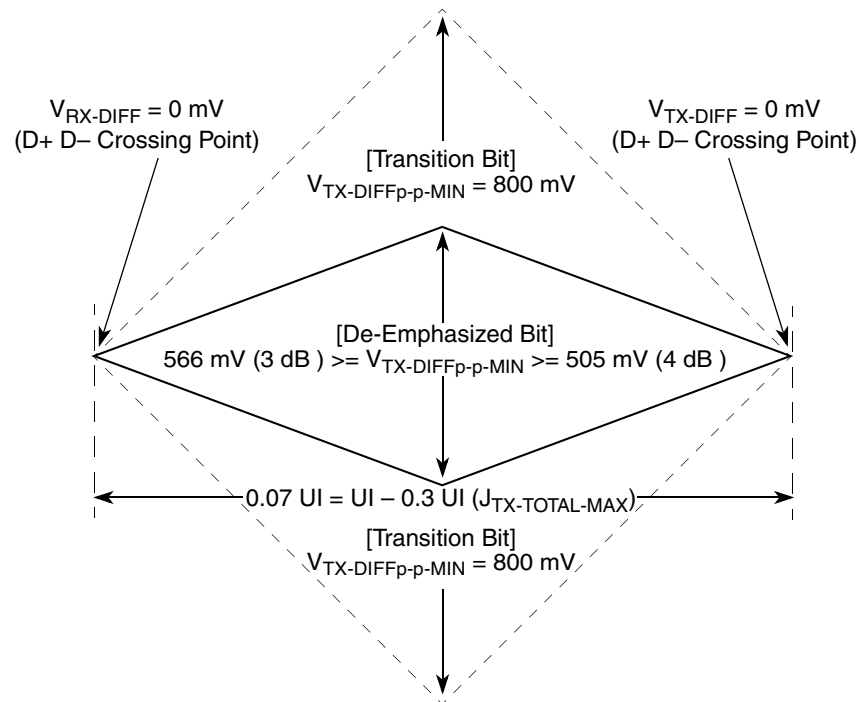 V_RX-DIFF = 0 mV
(D+ D– Crossing Point)
V_TX-DIFF = 0 mV
(D+ D– Crossing Point)
[Transition Bit]
V_TX-DIFFp-p-MIN = 800 mV
[De-Emphasized Bit]
566 mV (3 dB ) >= V_TX-DIFFp-p-MIN >= 505 mV (4 dB )
0.07 UI = UI – 0.3 UI (J_TX-TOTAL-MAX)
[Transition Bit]
V_TX-DIFFp-p-MIN = 800 mV